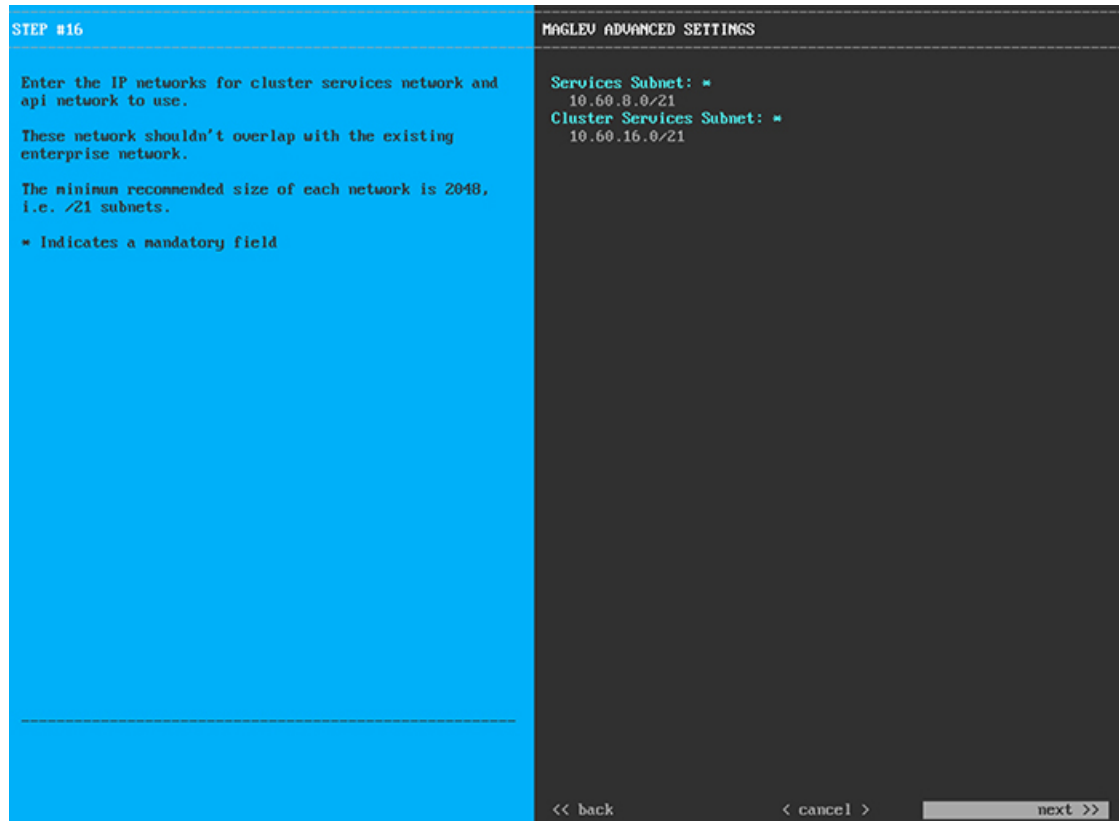 STEP #16
Enter the IP networks for cluster services network and
api network to use.
These network shouldn't overlap with the existing
enterprise network.
The minimum recommended size of each network is 2048,
i.e. /21 subnets.
* Indicates a mandatory field
MAGLEV ADVANCED SETTINGS
Services Subnet: *
10.60.8.0/21
Cluster Services Subnet: *
10.60.16.0/21
<< back
< cancel >
next >>